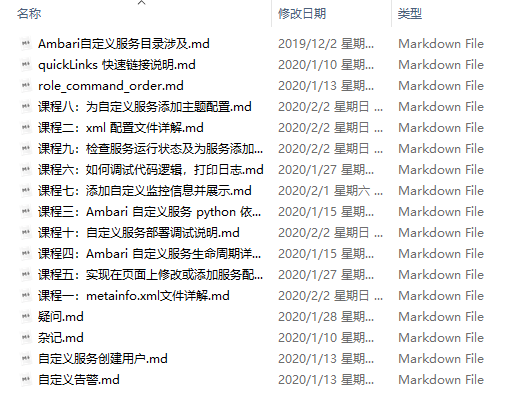 名称 修改日期 类型
Ambari自定义服务目录涉及.md 2019/12/2 星期... Markdown File
quickLinks 快速链接说明.md 2020/1/10 星期... Markdown File
role_command_order.md 2020/1/13 星期... Markdown File
课程八：为自定义服务添加主题配置.md 2020/2/2 星期日 ... Markdown File
课程二：xml 配置文件详解.md 2020/2/2 星期日 ... Markdown File
课程九：检查服务运行状态及为服务添加... 2020/2/2 星期日 ... Markdown File
课程六：如何调试代码逻辑，打印日志.md 2020/1/27 星期... Markdown File
课程七：添加自定义监控信息并展示.md 2020/2/1 星期六 ... Markdown File
课程三：Ambari 自定义服务 python 依... 2020/1/15 星期... Markdown File
课程十：自定义服务部署调试说明.md 2020/2/2 星期日 ... Markdown File
课程四：Ambari 自定义服务生命周期详... 2020/1/15 星期... Markdown File
课程五：实现在页面上修改或添加服务配... 2020/1/27 星期... Markdown File
课程一：metainfo.xml文件详解.md 2020/2/2 星期日 ... Markdown File
疑问.md 2020/1/28 星期... Markdown File
杂记.md 2020/1/10 星期... Markdown File
自定义服务创建用户.md 2020/1/13 星期... Markdown File
自定义告警.md 2020/1/13 星期... Markdown File